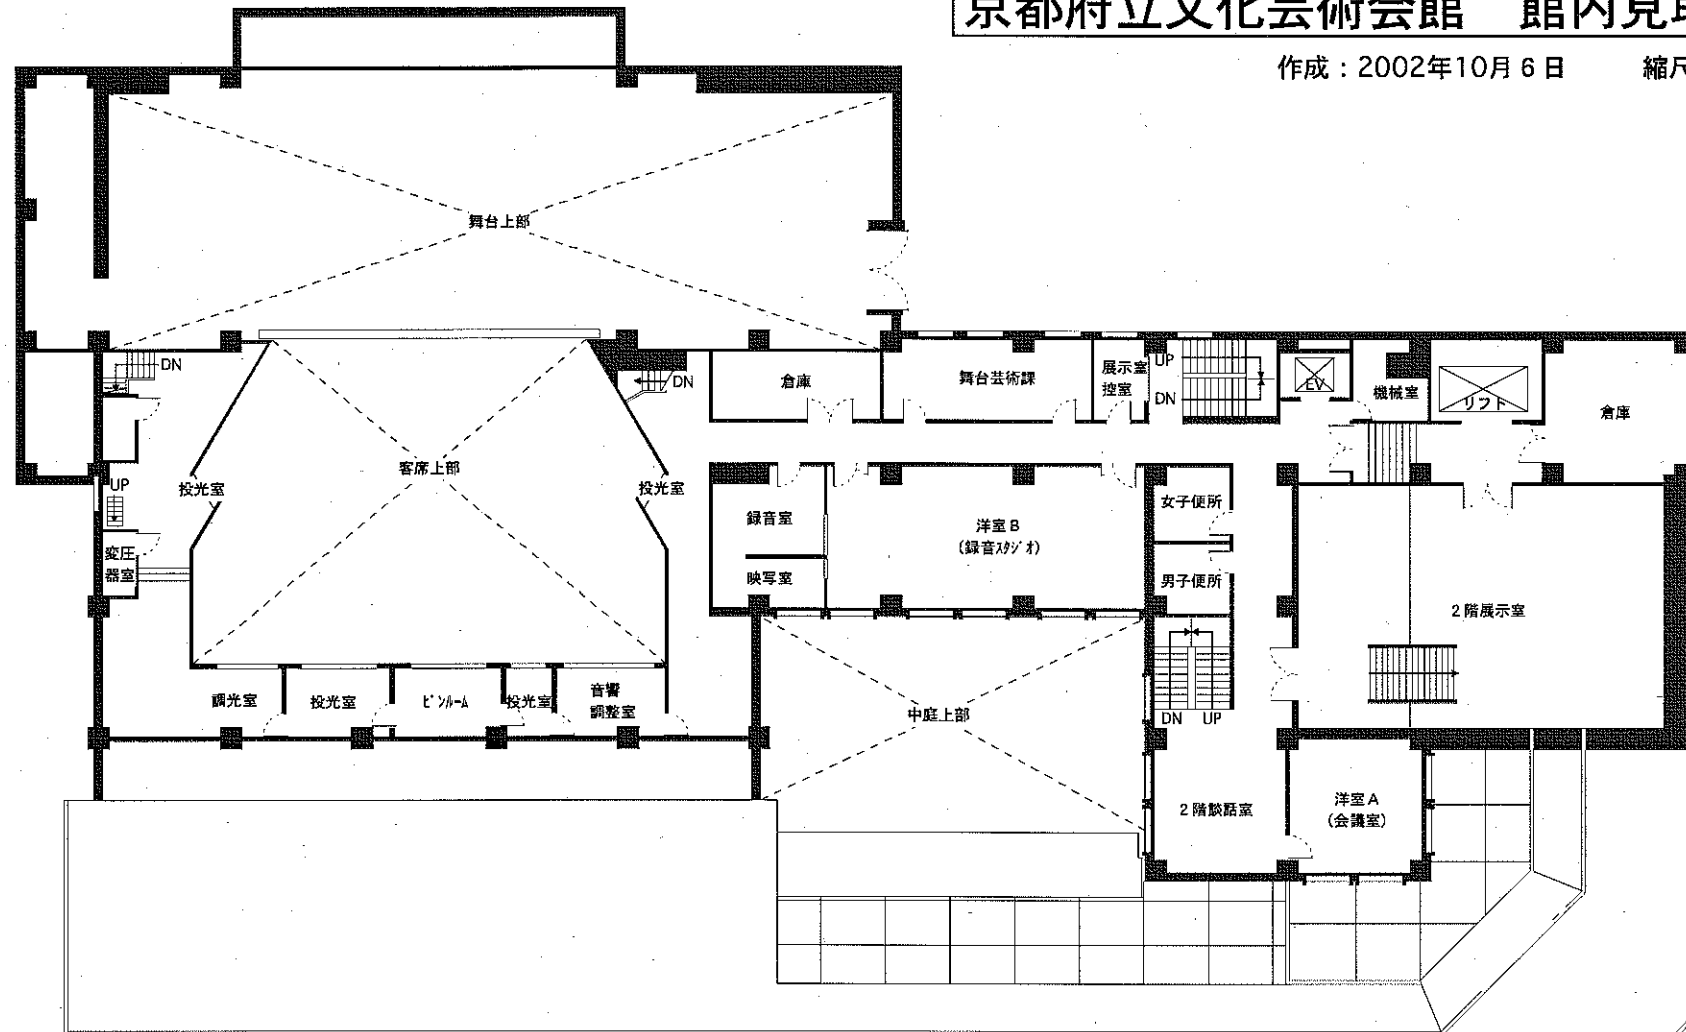 京都府立文化芸術会館 館内見取
作成：2002年10月6日 縮尺
舞台上部
DN
DN
倉庫
舞台芸術課
展示室
控室
UP
DN
EV
機械室
リフト
倉庫
客席上部
投光室
投光室
UP
変圧
器室
録音室
映写室
洋室B
(録音ｽﾀｼﾞｵ)
女子便所
男子便所
2階展示室
調光室
投光室
ﾋﾟﾝﾙｰﾑ
投光室
音響
調整室
中庭上部
DN UP
2階談話室
洋室A
(会議室)